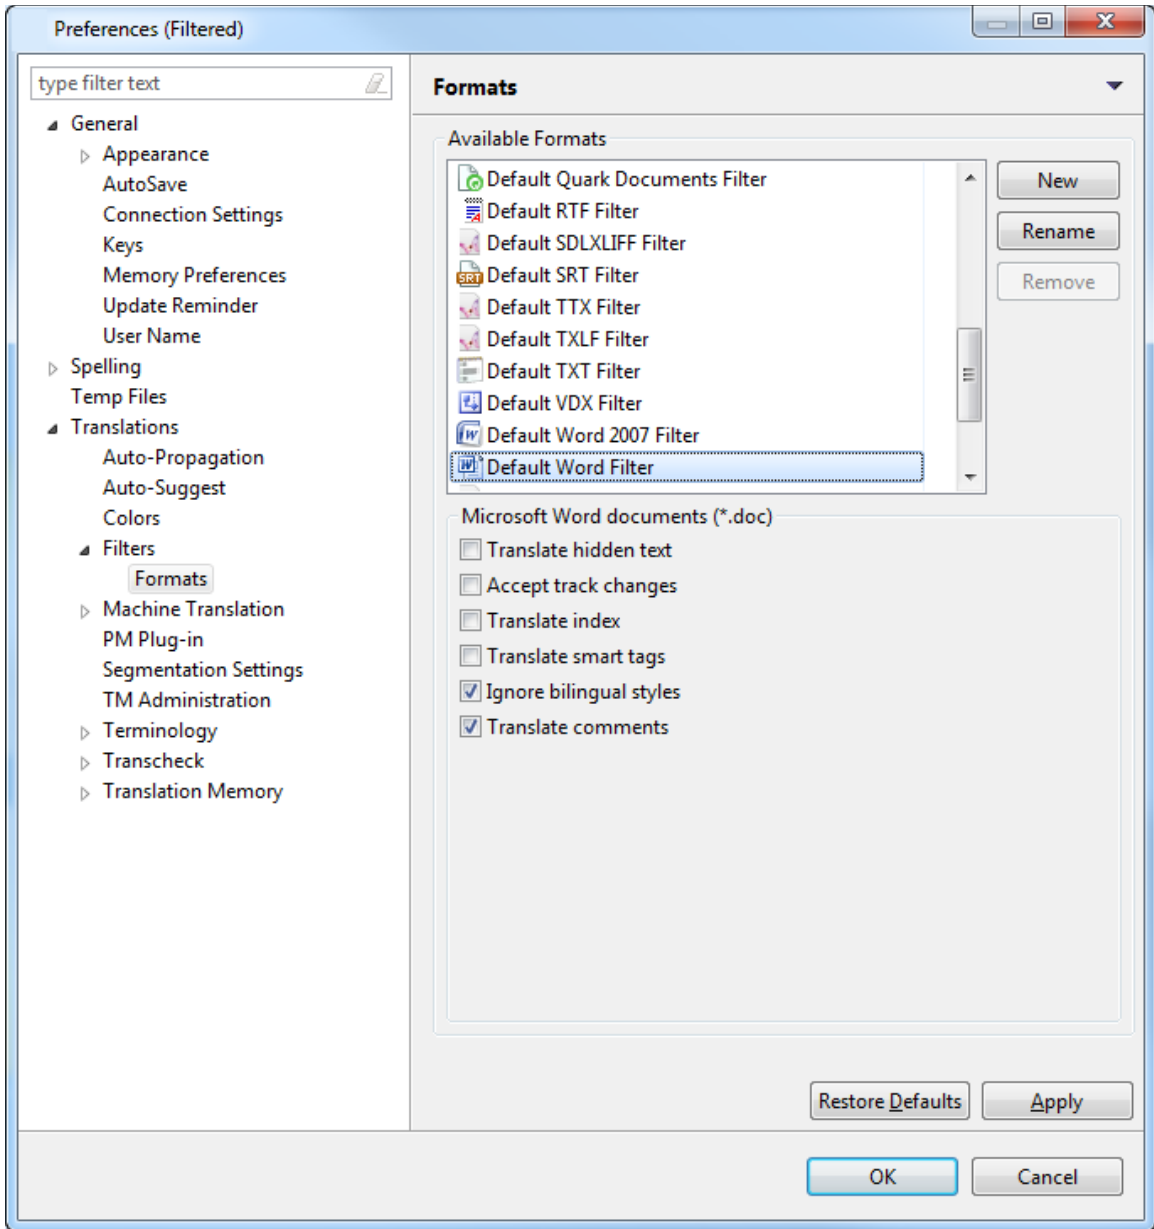 Preferences (Filtered)
type filter text
General
Appearance
AutoSave
Connection Settings
Keys
Memory Preferences
Update Reminder
User Name
Spelling
Temp Files
Translations
Auto-Propagation
Auto-Suggest
Colors
Filters
Formats
Machine Translation
PM Plug-in
Segmentation Settings
TM Administration
Terminology
Transcheck
Translation Memory
Formats
Available Formats
Default Quark Documents Filter
Default RTF Filter
Default SDLXLIFF Filter
SRT Default SRT Filter
Default TTX Filter
Default TXLF Filter
Default TXT Filter
Default VDX Filter
Default Word 2007 Filter
Default Word Filter
New
Rename
Remove
Microsoft Word documents (*.doc)
Translate hidden text
Accept track changes
Translate index
Translate smart tags
Ignore bilingual styles
Translate comments
Restore Defaults
Apply
OK
Cancel